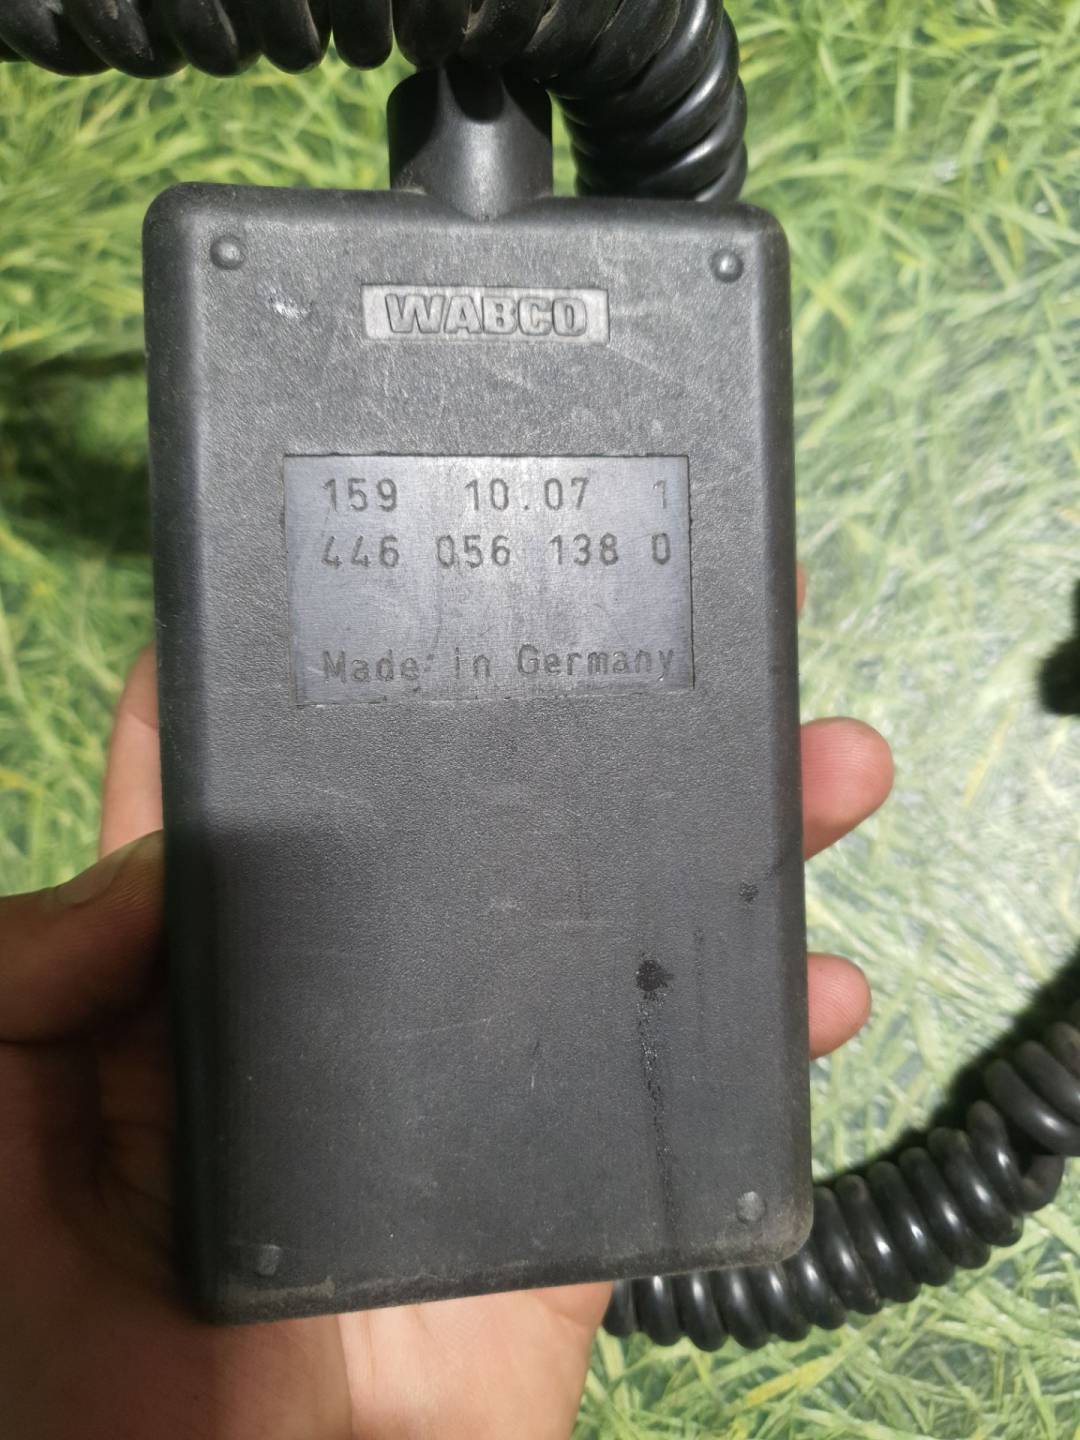 WABCO
159 10.07 1
446 056 138 0
Made in Germany